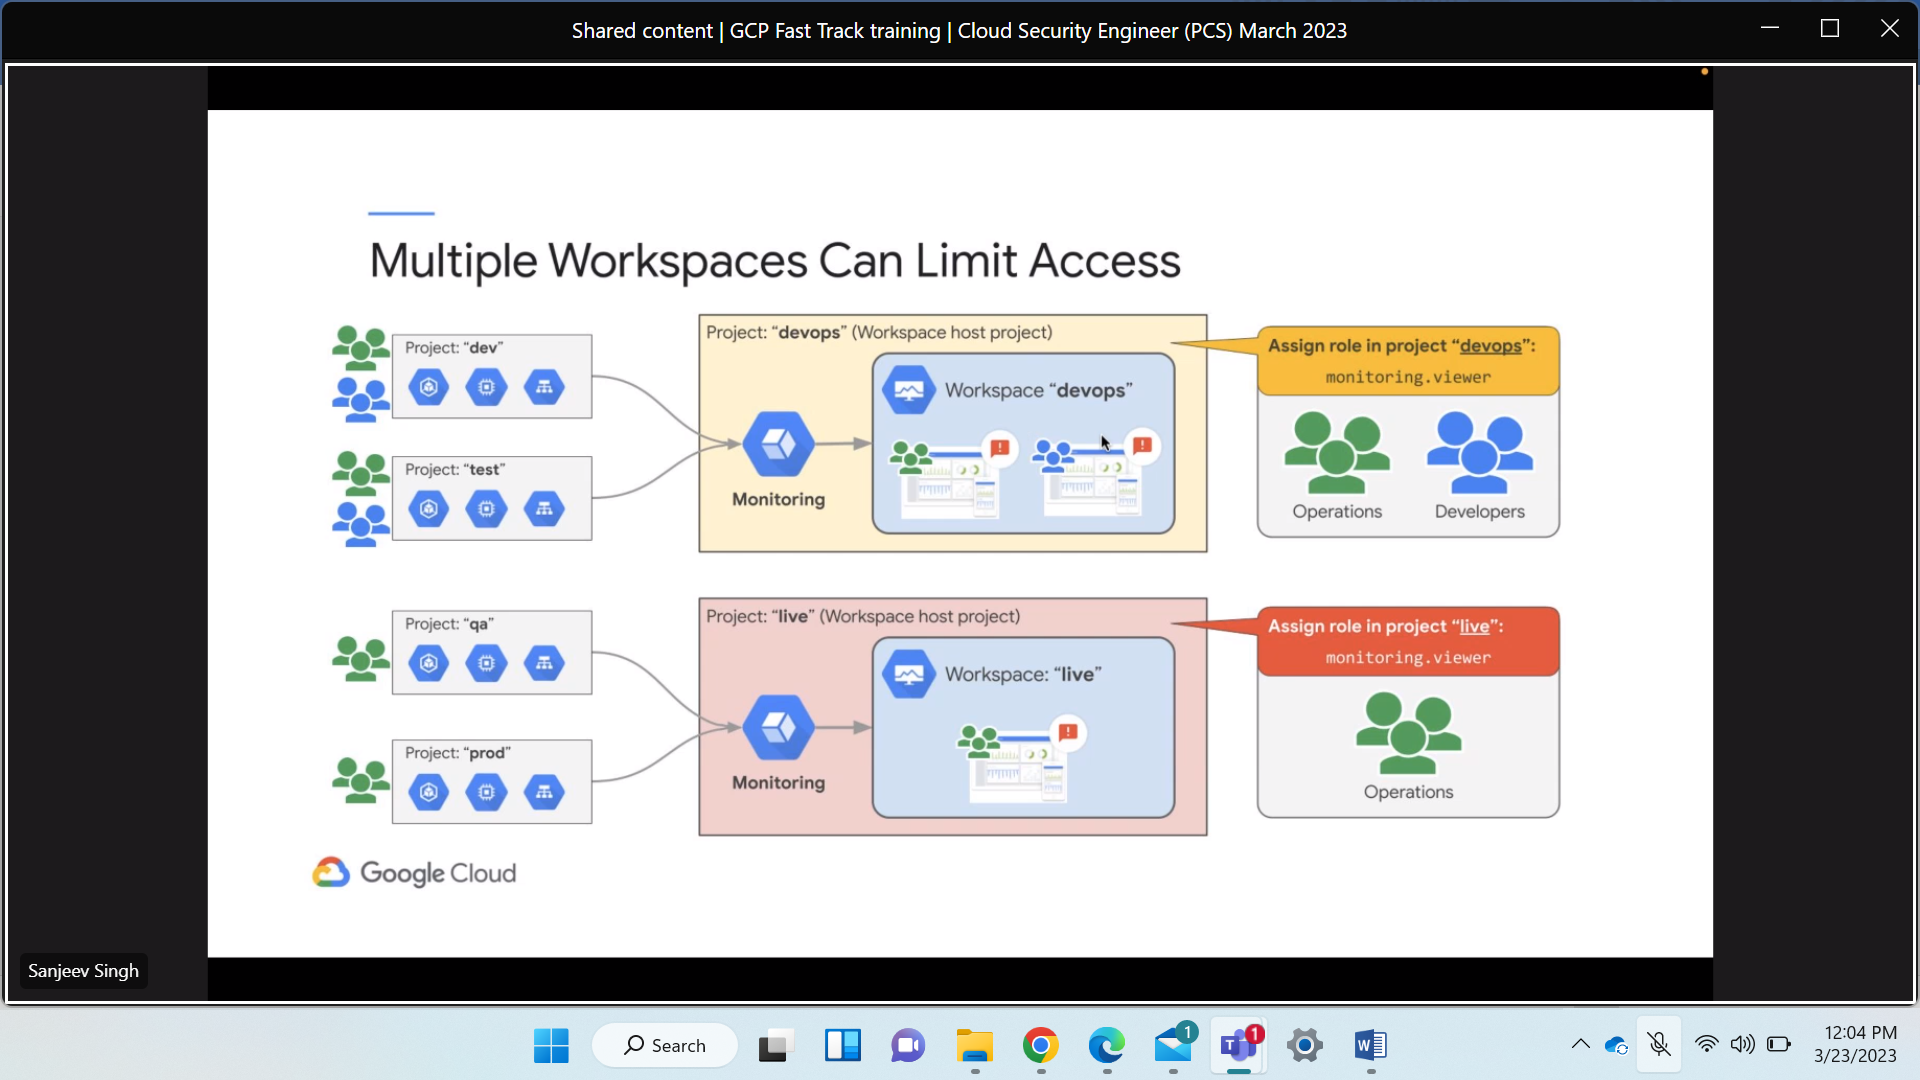 Shared content | GCP Fast Track training | Cloud Security Engineer (PCS) March 2023
Multiple Workspaces Can Limit Access
Project: “dev”
Project: “test”
Project: “devops” (Workspace host project)
Workspace “devops”
Monitoring
Assign role in project “devops”:
monitoring.viewer
Operations
Developers
Project: “qa”
Project: “prod”
Project: “live” (Workspace host project)
Workspace: “live”
Monitoring
Assign role in project “live”:
monitoring.viewer
Operations
Google Cloud
Sanjeev Singh
Search
1
T
1
W
12:04 PM
3/23/2023